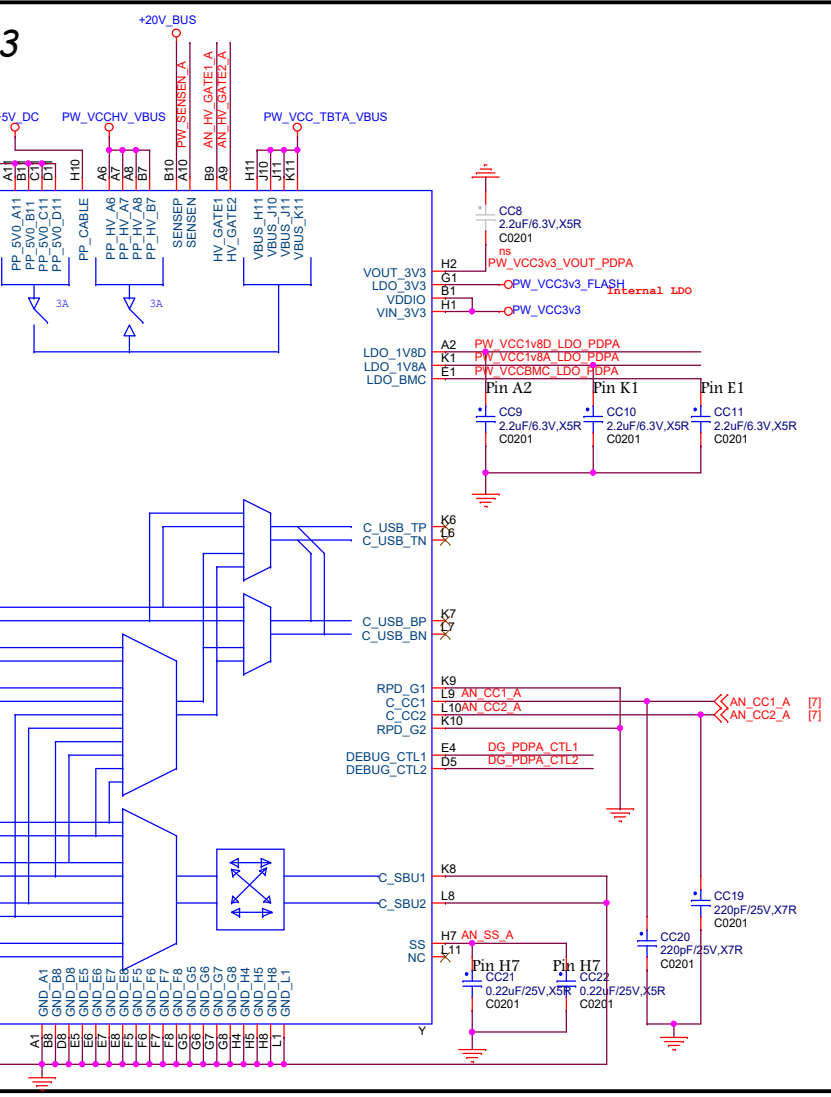 3
+20V_BUS
5V_DC
PW_VCCHV_VBUS
PW_SENSEN_A
AN_HV_GATE1_A
AN_HV_GATE2_A
PW_VCC_TBTA_VBUS
A1
B1
C1
D1
H10
A6
A7
A8
B7
B10
A10
B9
A9
H11
J10
J11
K11
PP_5V0_A11
PP_5V0_B11
PP_5V0_C11
PP_5V0_D11
PP_CABLE
PP_HV_A6
PP_HV_A7
PP_HV_A8
PP_HV_B7
SENSEP
SENSEN
HV_GATE1
HV_GATE2
VBUS_H11
VBUS_J10
VBUS_J11
VBUS_K11
3A
3A
CC8
2.2uF/6.3V,X5R
C0201
ns
VOUT_3V3 H2 PW_VCC3v3_VOUT_PDPA
LDO_3V3 G1 PW_VCC3v3_FLASH
Internal LDO
VDDIO B1
VIN_3V3 H1 PW_VCC3v3
LDO_1V8D A2 PW_VCC1v8D_LDO_PDPA
LDO_1V8A K1 PW_VCC1v8A_LDO_PDPA
LDO_BMC E1 PW_VCCBMC_LDO_PDPA
Pin A2 Pin K1 Pin E1
CC9 CC10 CC11
2.2uF/6.3V,X5R 2.2uF/6.3V,X5R 2.2uF/6.3V,X5R
C0201 C0201 C0201
C_USB_TP K6
C_USB_TN L6
C_USB_BP K7
C_USB_BN L7
RPD_G1 K9
C_CC1 L9 AN_CC1_A AN_CC1_A [7]
C_CC2 L10 AN_CC2_A AN_CC2_A [7]
RPD_G2 K10
DEBUG_CTL1 E4 DG_PDPA_CTL1
DEBUG_CTL2 D5 DG_PDPA_CTL2
C_SBU1 K8
C_SBU2 L8
CC19
220pF/25V,X7R
C0201
CC20
220pF/25V,X7R
C0201
SS H7 AN_SS_A
NC L11
Pin H7 Pin H7
CC21 CC22
0.22uF/25V,X5R 0.22uF/25V,X5R
C0201 C0201
GND_A1
GND_B8
GND_D8
GND_E5
GND_E6
GND_E7
GND_E8
GND_F5
GND_F6
GND_F7
GND_F8
GND_G5
GND_G6
GND_G7
GND_G8
GND_H4
GND_H5
GND_H8
GND_L1
Y
A1
B8
D8
E5
E6
E7
E8
F5
F6
F7
F8
G5
G6
G7
G8
H4
H5
H8
L1